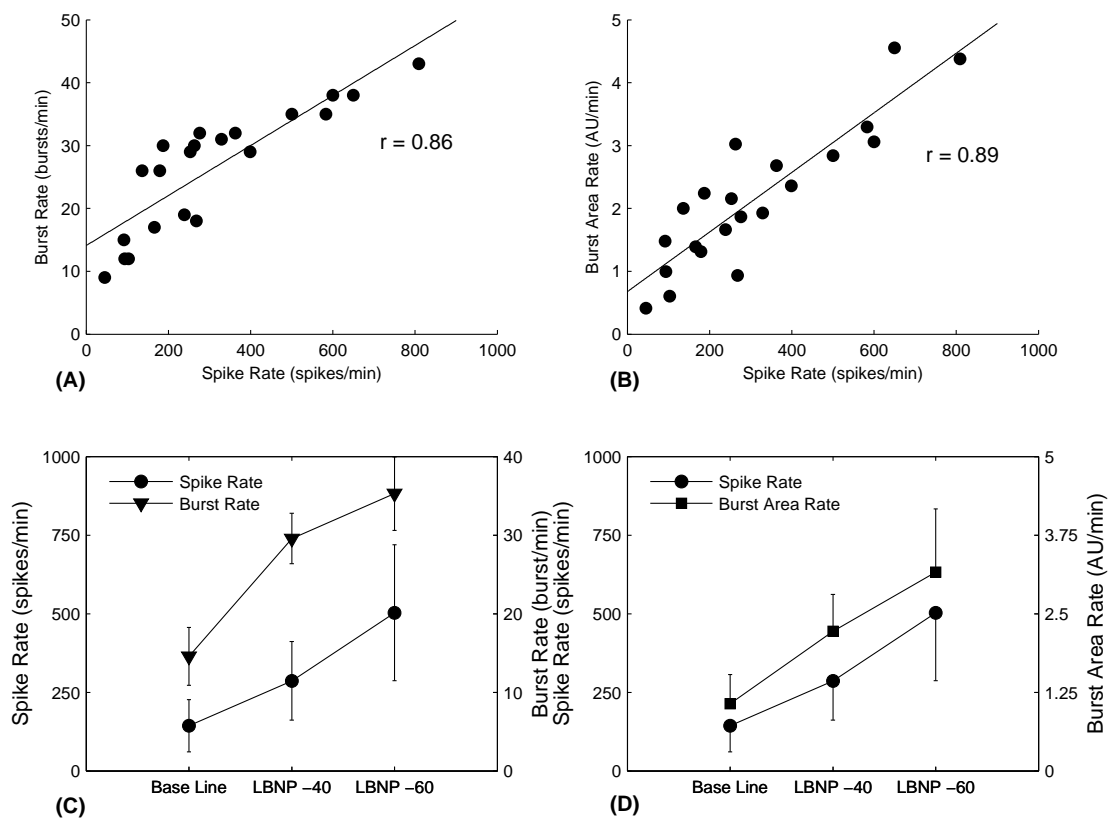 50
40
30
20
10
0
Burst Rate (bursts/min)
r = 0.86
0 200 400 600 800 1000
Spike Rate (spikes/min)
(A)
5
4
3
2
1
0
Burst Area Rate (AU/min)
r = 0.89
0 200 400 600 800 1000
Spike Rate (spikes/min)
(B)
1000
750
500
250
0
Spike Rate (spikes/min)
Spike Rate
Burst Rate
40
30
20
10
0
Burst Rate (burst/min)
Base Line LBNP −40 LBNP −60
(C)
Spike Rate (spikes/min)
1000
750
500
250
0
Spike Rate
Burst Area Rate
5
3.75
2.5
1.25
0
Burst Area Rate (AU/min)
Base Line LBNP −40 LBNP −60
(D)